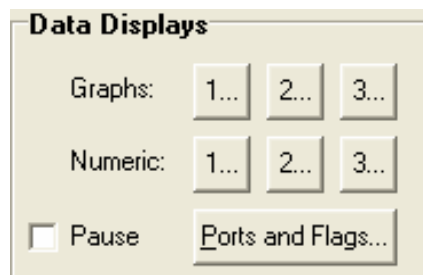 Data Displays
Graphs: 1... 2... 3...
Numeric: 1... 2... 3...
Pause Ports and Flags...